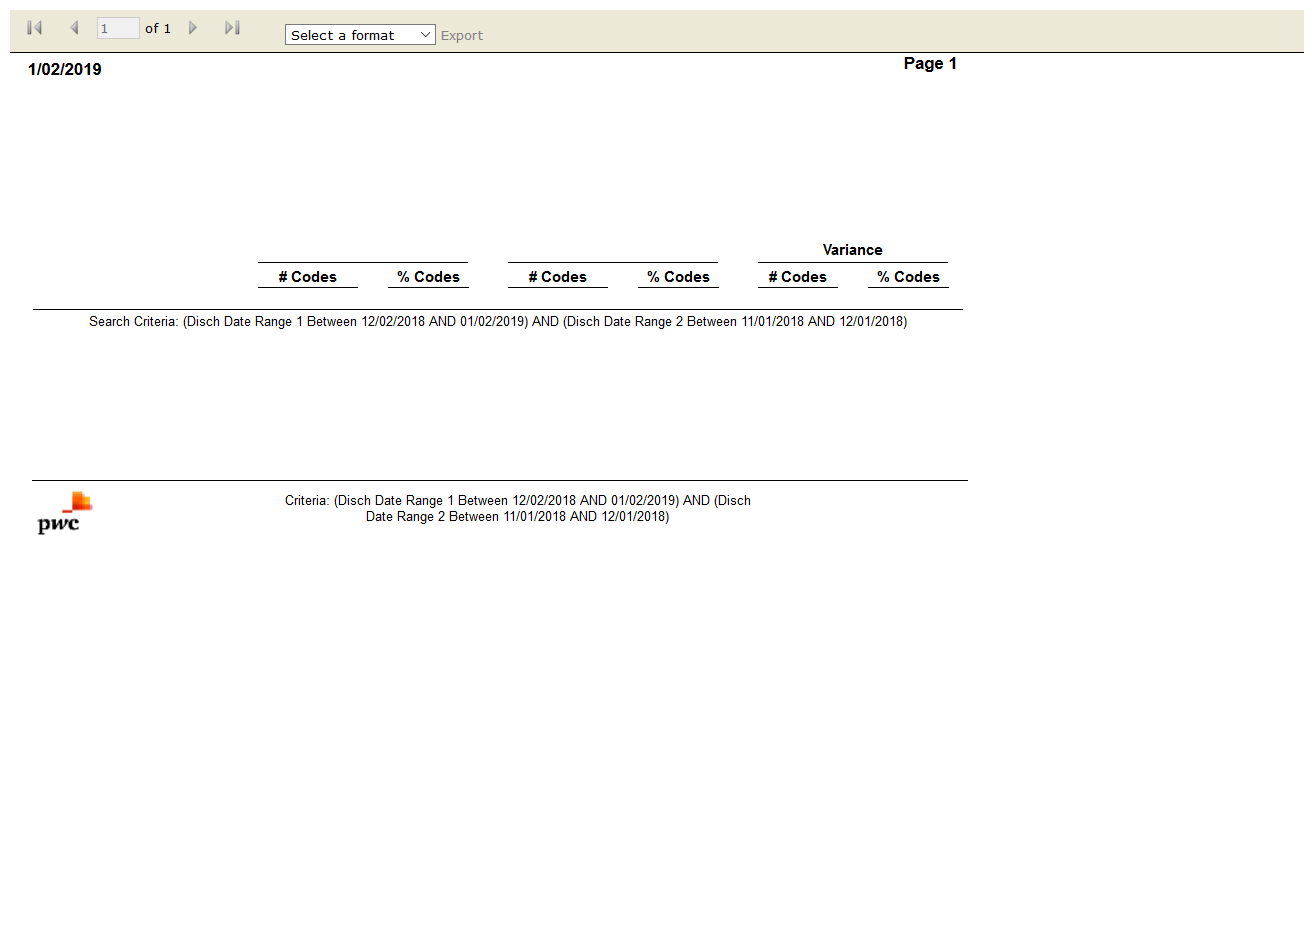 1 of 1 Select a format Export
1/02/2019 Page 1
Variance
# Codes % Codes # Codes % Codes # Codes % Codes
Search Criteria: (Disch Date Range 1 Between 12/02/2018 AND 01/02/2019) AND (Disch Date Range 2 Between 11/01/2018 AND 12/01/2018)
Criteria: (Disch Date Range 1 Between 12/02/2018 AND 01/02/2019) AND (Disch
Date Range 2 Between 11/01/2018 AND 12/01/2018)
pwc